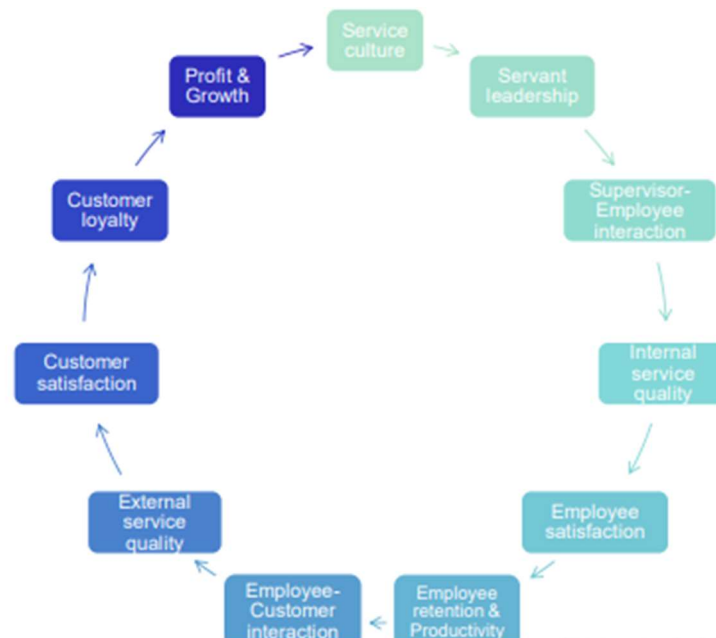 Service
culture
Servant
leadership
Supervisor-
Employee
interaction
Internal
service
quality
Employee
satisfaction
Employee
retention &
Productivity
Employee-
Customer
interaction
External
service
quality
Customer
satisfaction
Customer
loyalty
Profit &
Growth